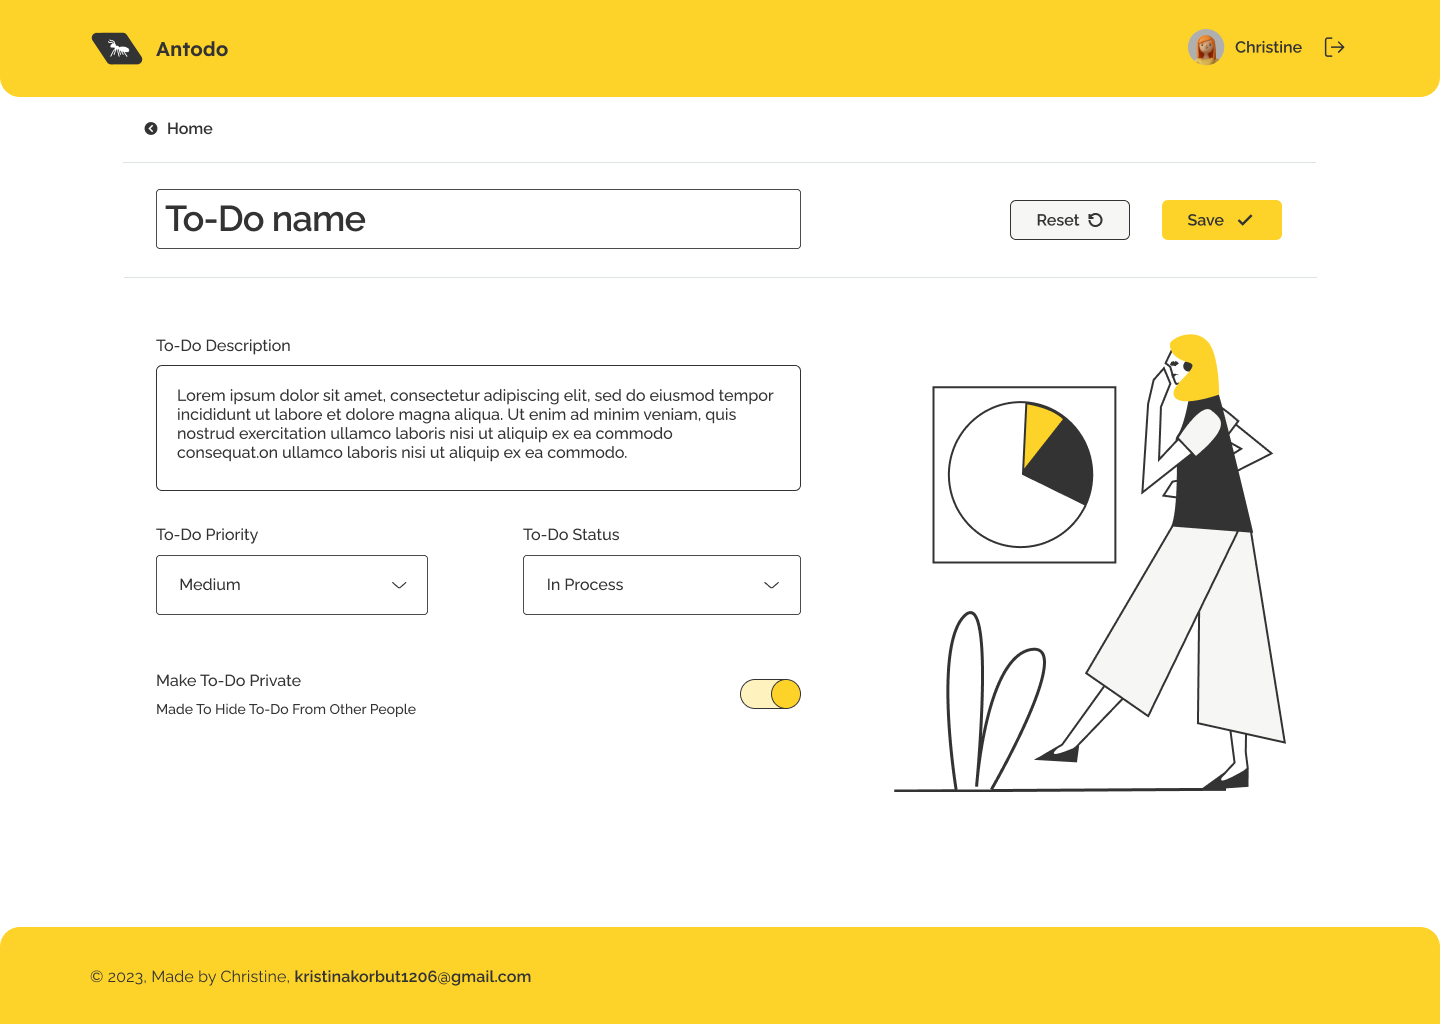 Antodo
Christine
Home
To-Do name
Reset
Save
To-Do Description
Lorem ipsum dolor sit amet, consectetur adipiscing elit, sed do eiusmod tempor
incididunt ut labore et dolore magna aliqua. Ut enim ad minim veniam, quis
nostrud exercitation ullamco laboris nisi ut aliquip ex ea commodo
consequat.on ullamco laboris nisi ut aliquip ex ea commodo.
To-Do Priority
To-Do Status
Medium
In Process
Make To-Do Private
Made To Hide To-Do From Other People
© 2023, Made by Christine, kristinakorbut1206@gmail.com